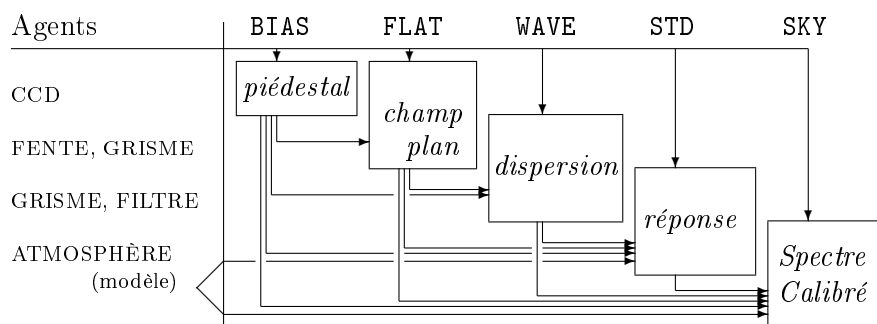 Agents BIAS FLAT WAVE STD SKY
piédestal
CCD
champ
plan
FENTE, GRISME
dispersion
GRISME, FILTRE
réponse
ATMOSPHÈRE
(modèle)
Spectre
Calibré